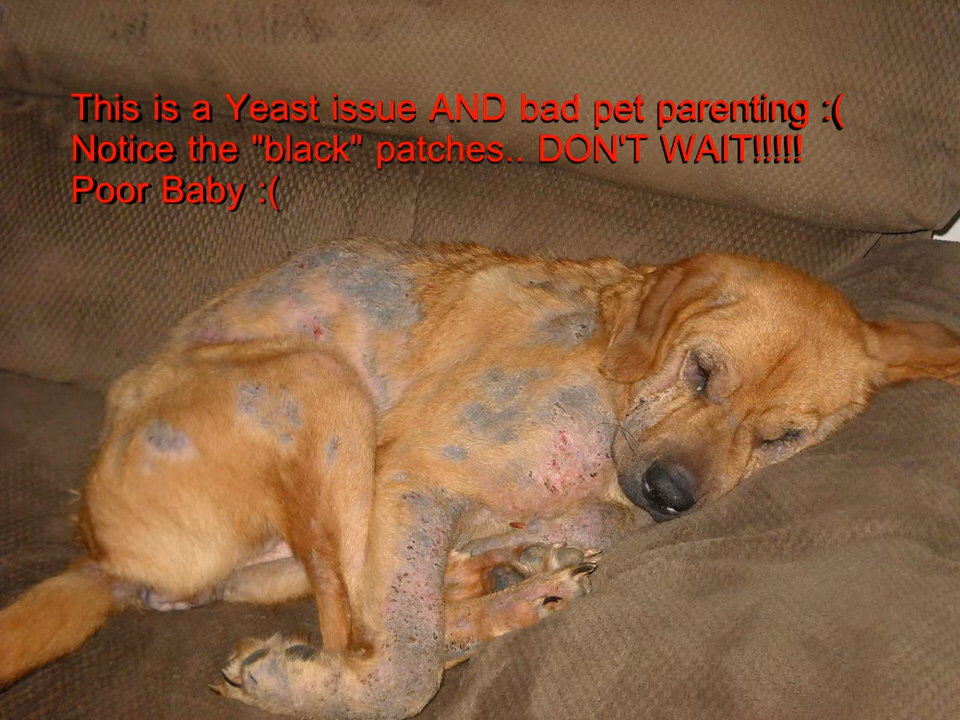 This is a Yeast issue AND bad pet parenting :(
Notice the "black" patches.. DON'T WAIT!!!!!
Poor Baby :(